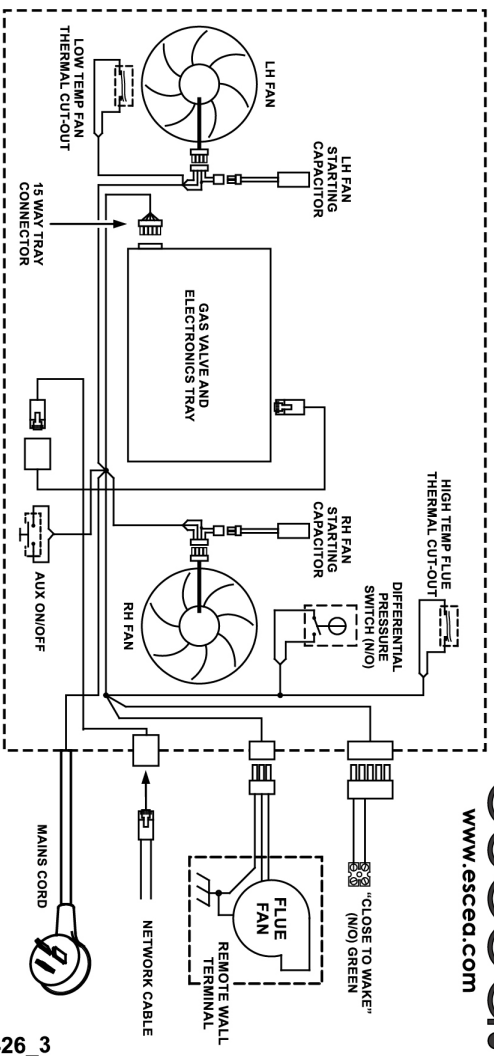 LOW TEMP FAN
THERMAL CUT-OUT
LH FAN
LH FAN
STARTING
CAPACITOR
15 WAY TRAY
CONNECTOR
GAS VALVE AND
ELECTRONICS TRAY
HIGH TEMP FLUE
THERMAL CUT-OUT
RH FAN
STARTING
CAPACITOR
DIFFERENTIAL
PRESSURE
SWITCH (N/O)
AUX ON/OFF
RH FAN
MAINS CORD
NETWORK CABLE
FLUE
FAN
REMOTE WALL
TERMINAL
"CLOSE TO WAKE"
(N/O) GREEN
www.escea.com